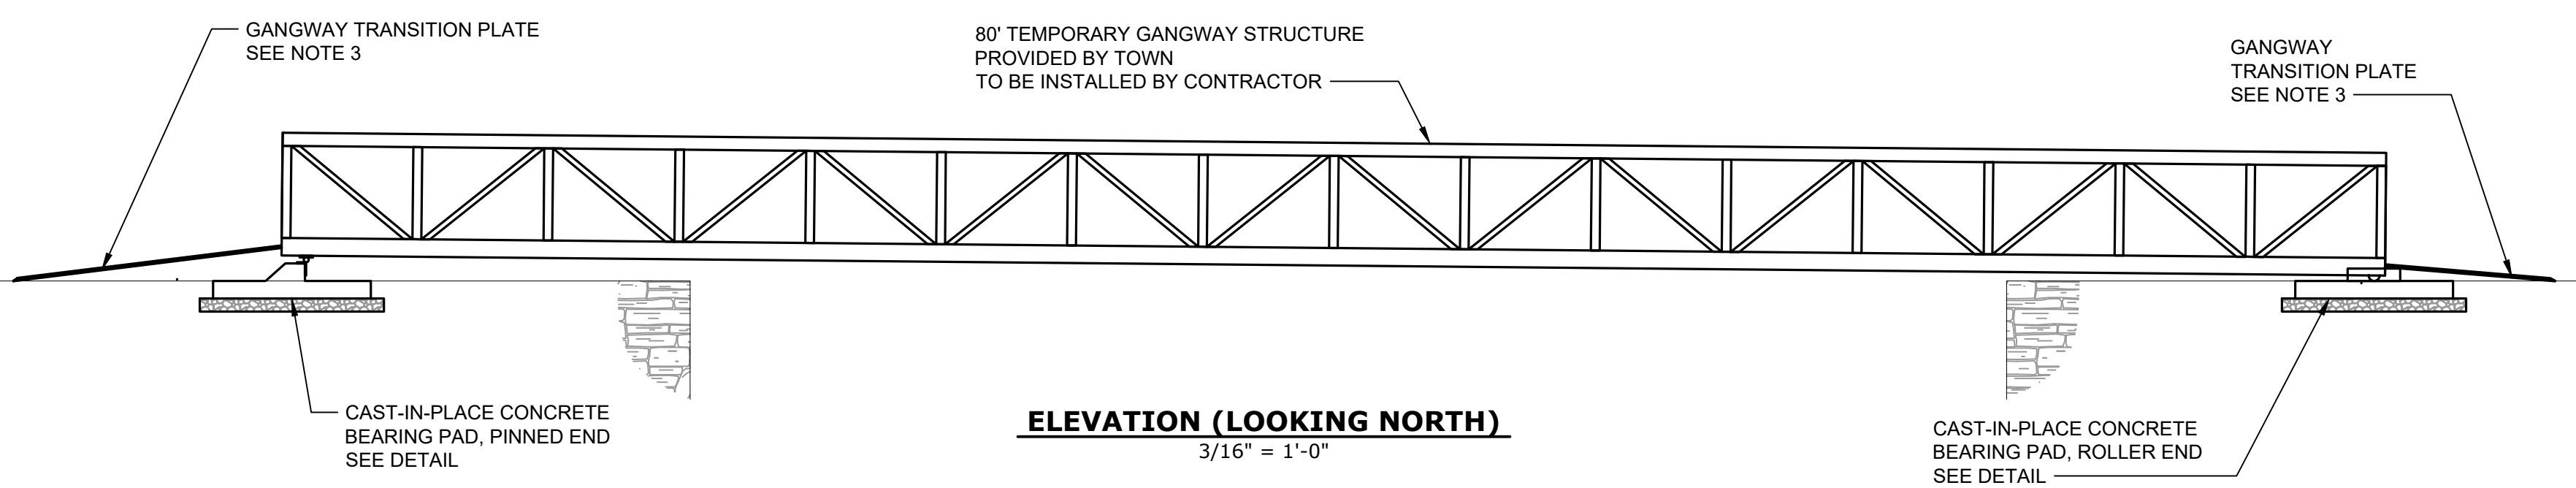 GANGWAY TRANSITION PLATE
SEE NOTE 3
80' TEMPORARY GANGWAY STRUCTURE
PROVIDED BY TOWN
TO BE INSTALLED BY CONTRACTOR
GANGWAY
TRANSITION PLATE
SEE NOTE 3
CAST-IN-PLACE CONCRETE
BEARING PAD, PINNED END
SEE DETAIL
ELEVATION (LOOKING NORTH)
3/16" = 1'-0"
CAST-IN-PLACE CONCRETE
BEARING PAD, ROLLER END
SEE DETAIL